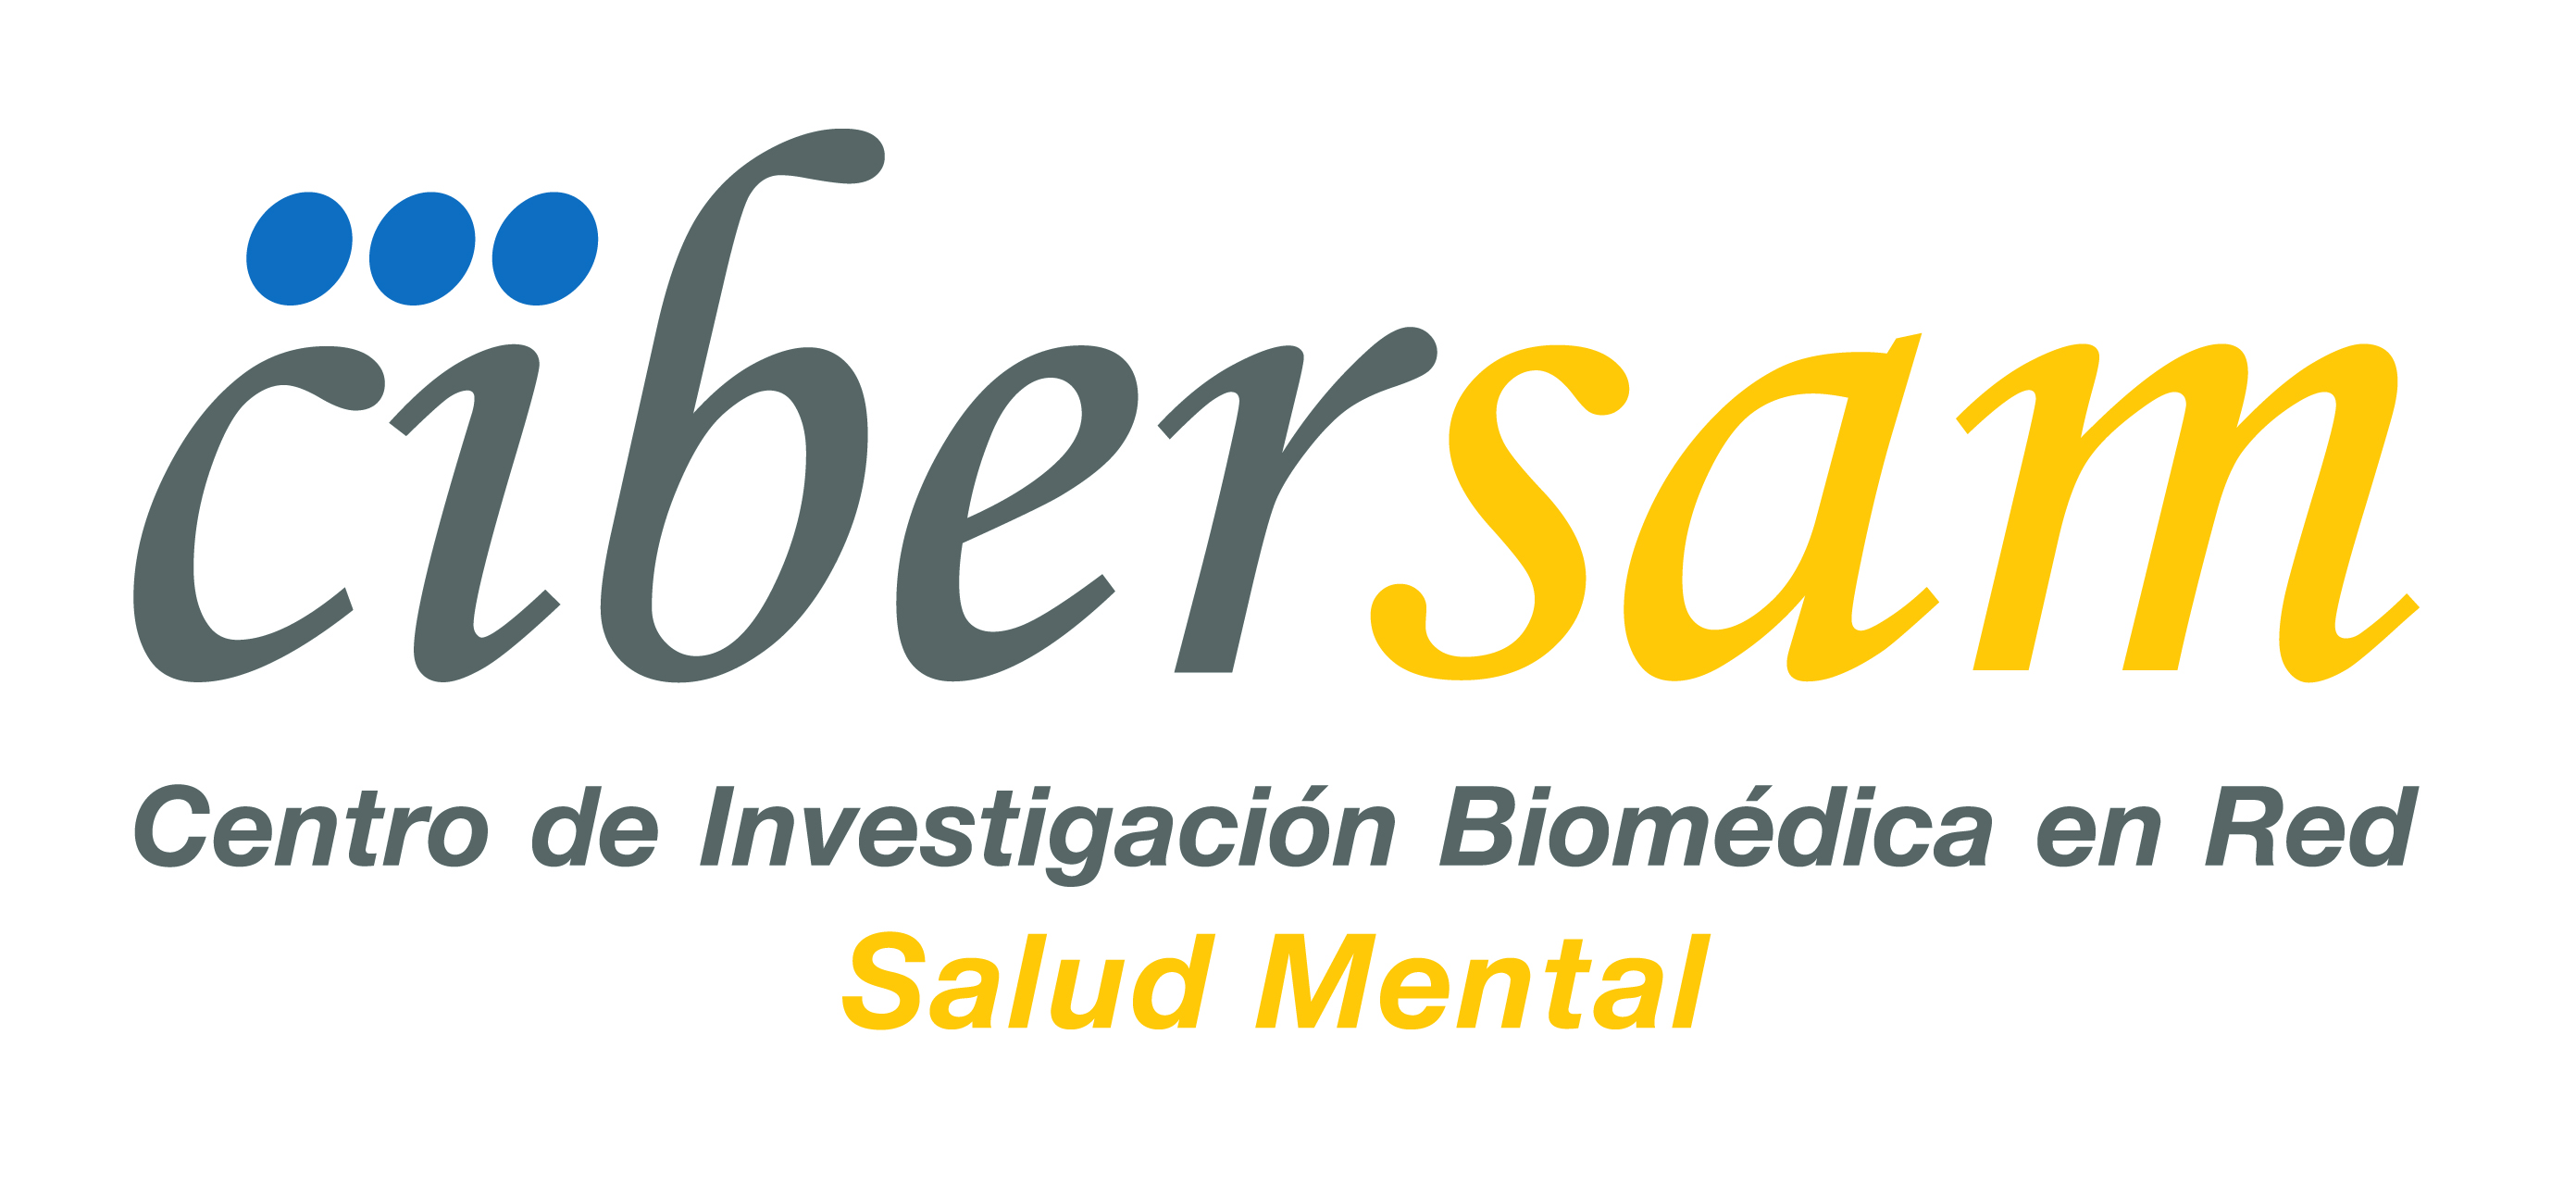 cibersam
Centro de Investigación Biomédica en Red
Salud Mental